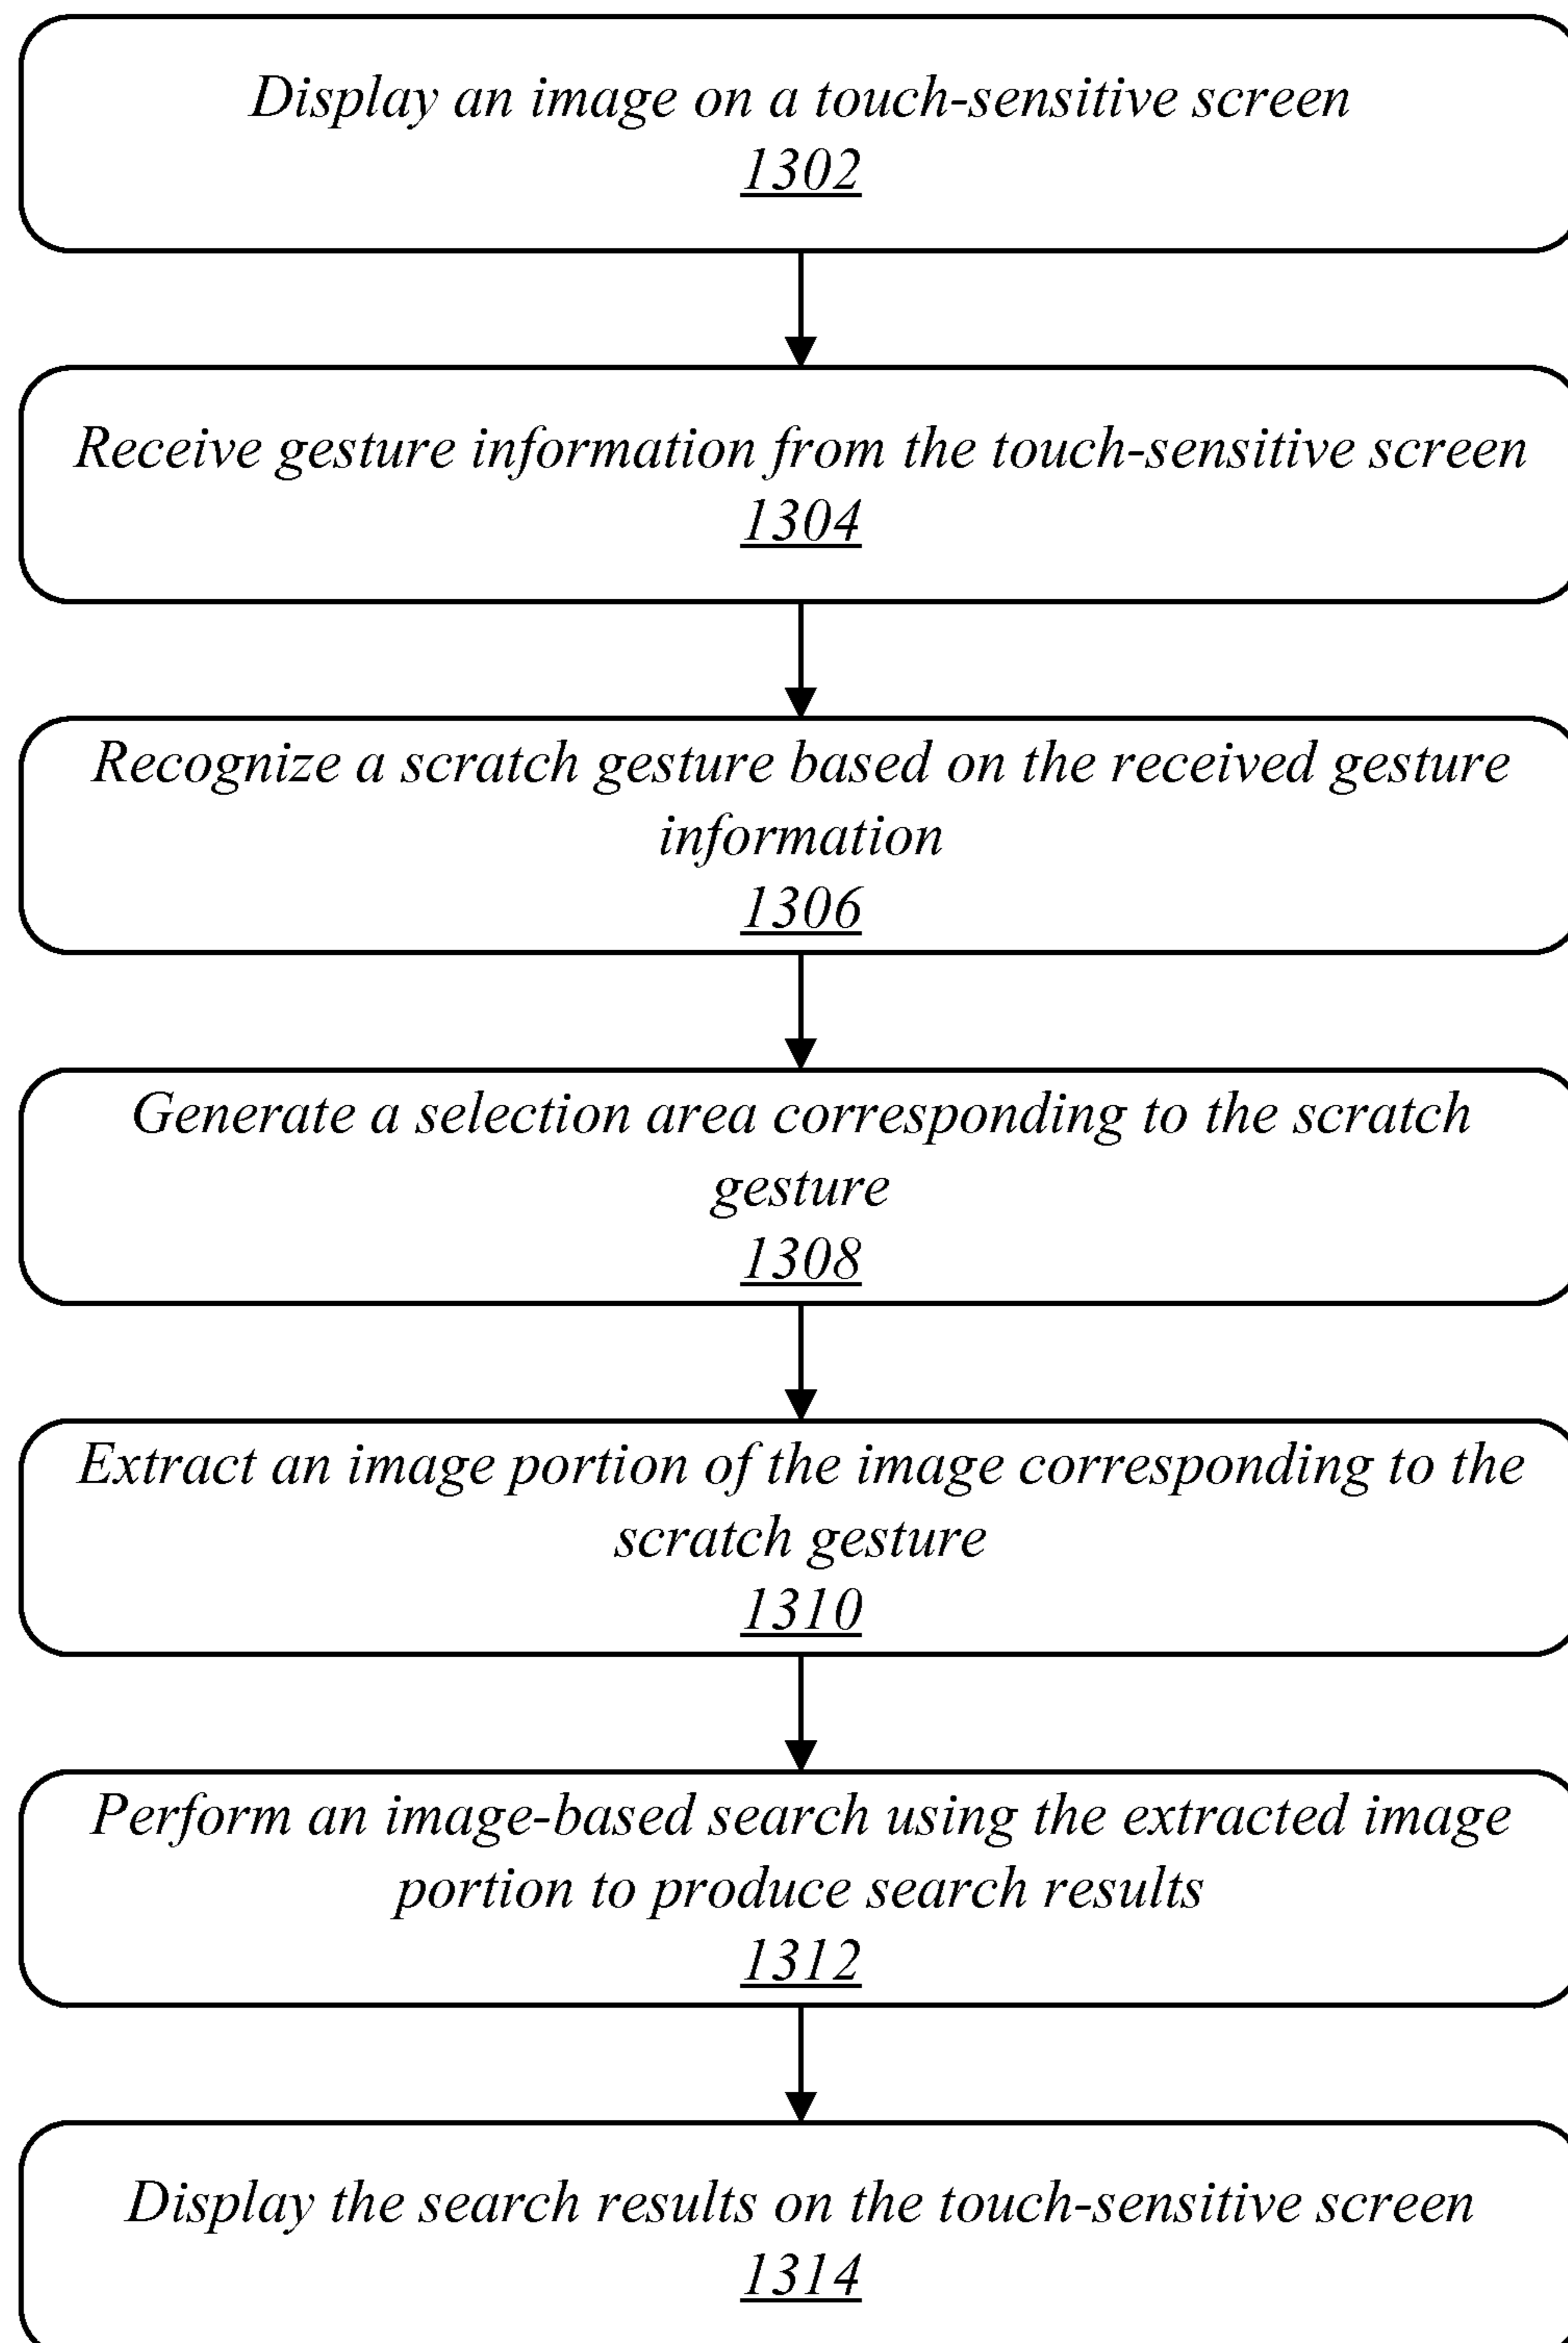 Display an image on a touch-sensitive screen
1302
Receive gesture information from the touch-sensitive screen
1304
Recognize a scratch gesture based on the received gesture
information
1306
Generate a selection area corresponding to the scratch
gesture
1308
Extract an image portion of the image corresponding to the
scratch gesture
1310
Perform an image-based search using the extracted image
portion to produce search results
1312
Display the search results on the touch-sensitive screen
1314